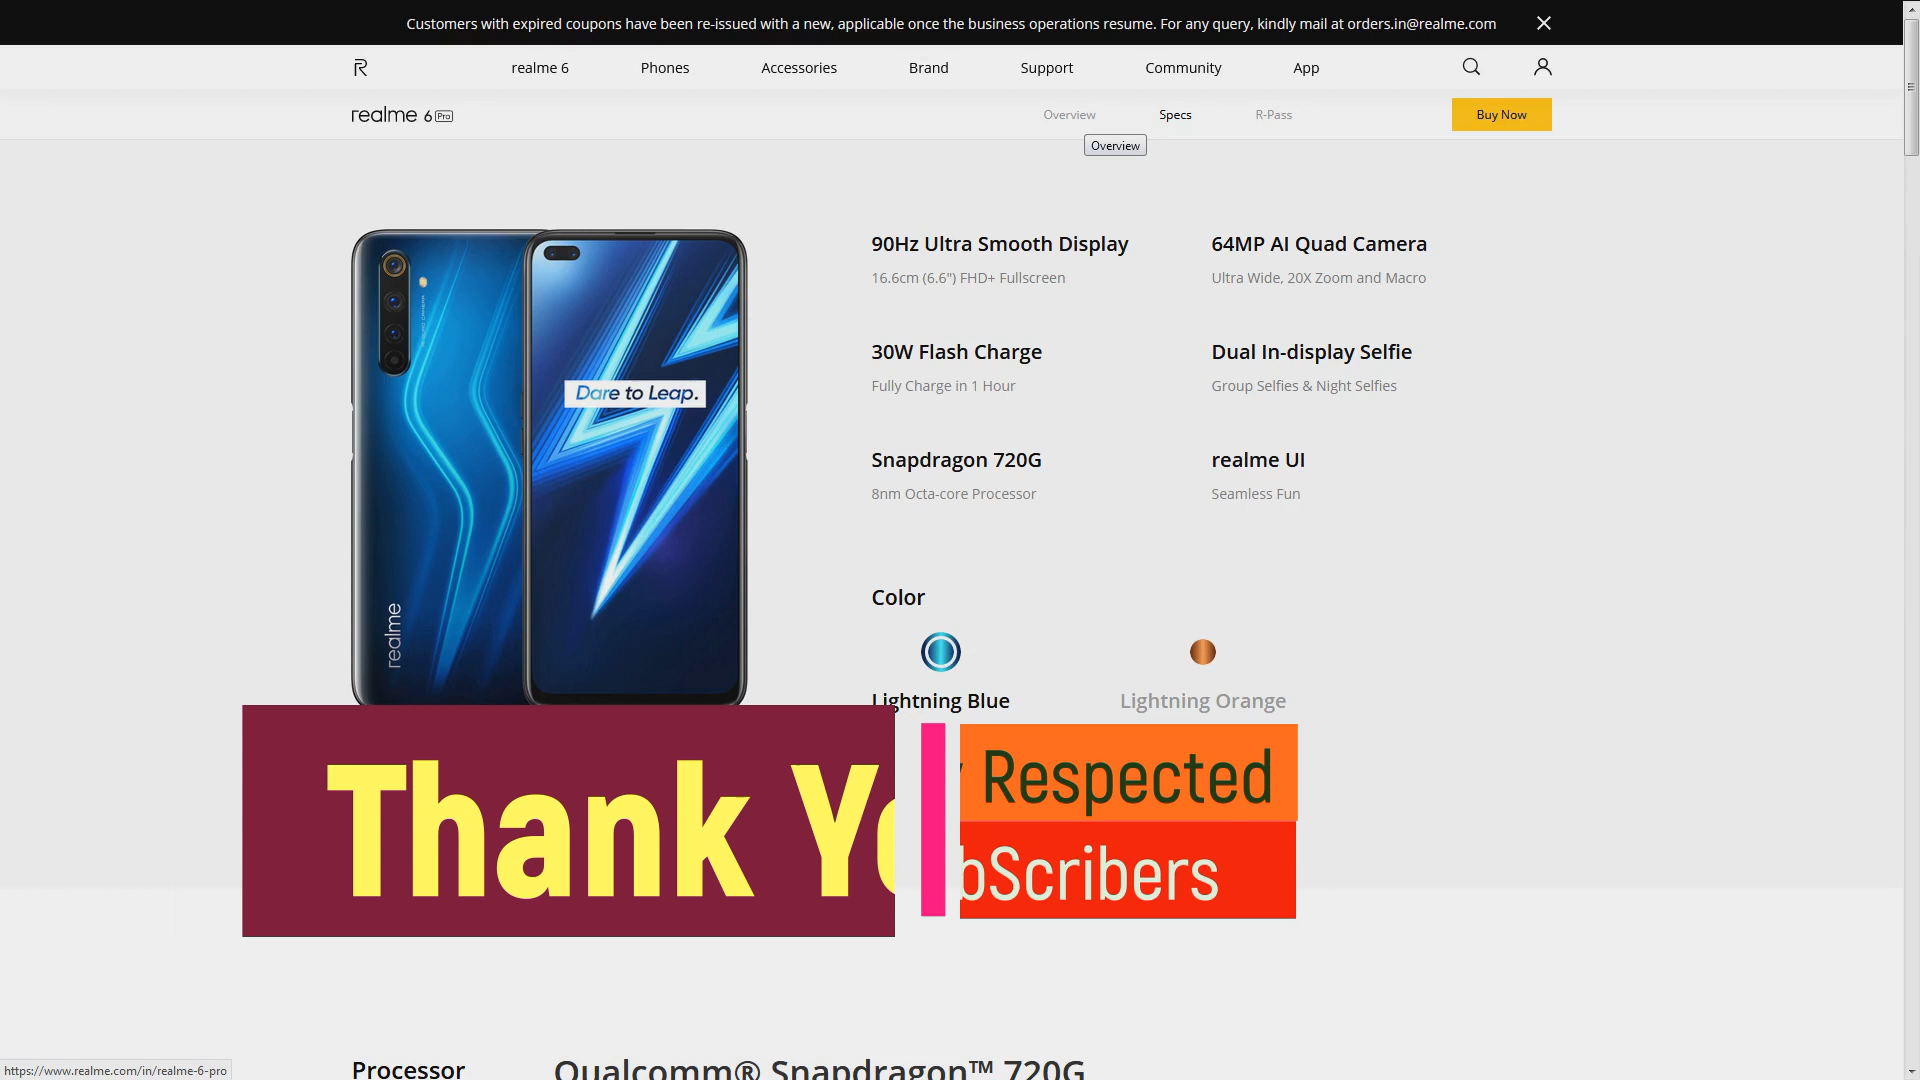 Customers with expired coupons have been re-issued with a new, applicable once the business operations resume. For any query, kindly mail at orders.in@realme.com
realme 6
Phones
Accessories
Brand
Support
Community
App
realme 6 Pro
Overview
Specs
R-Pass
Buy Now
Overview
90Hz Ultra Smooth Display
16.6cm (6.6") FHD+ Fullscreen
64MP AI Quad Camera
Ultra Wide, 20X Zoom and Macro
30W Flash Charge
Fully Charge in 1 Hour
Dual In-display Selfie
Group Selfies & Night Selfies
Dare to Leap.
Snapdragon 720G
8nm Octa-core Processor
realme UI
Seamless Fun
realme
Color
Lightning Blue
Lightning Orange
Thank Yo
Respected
bScribers
Processor
Qualcomm® Snapdragon™ 720G
https://www.realme.com/in/realme-6-pro